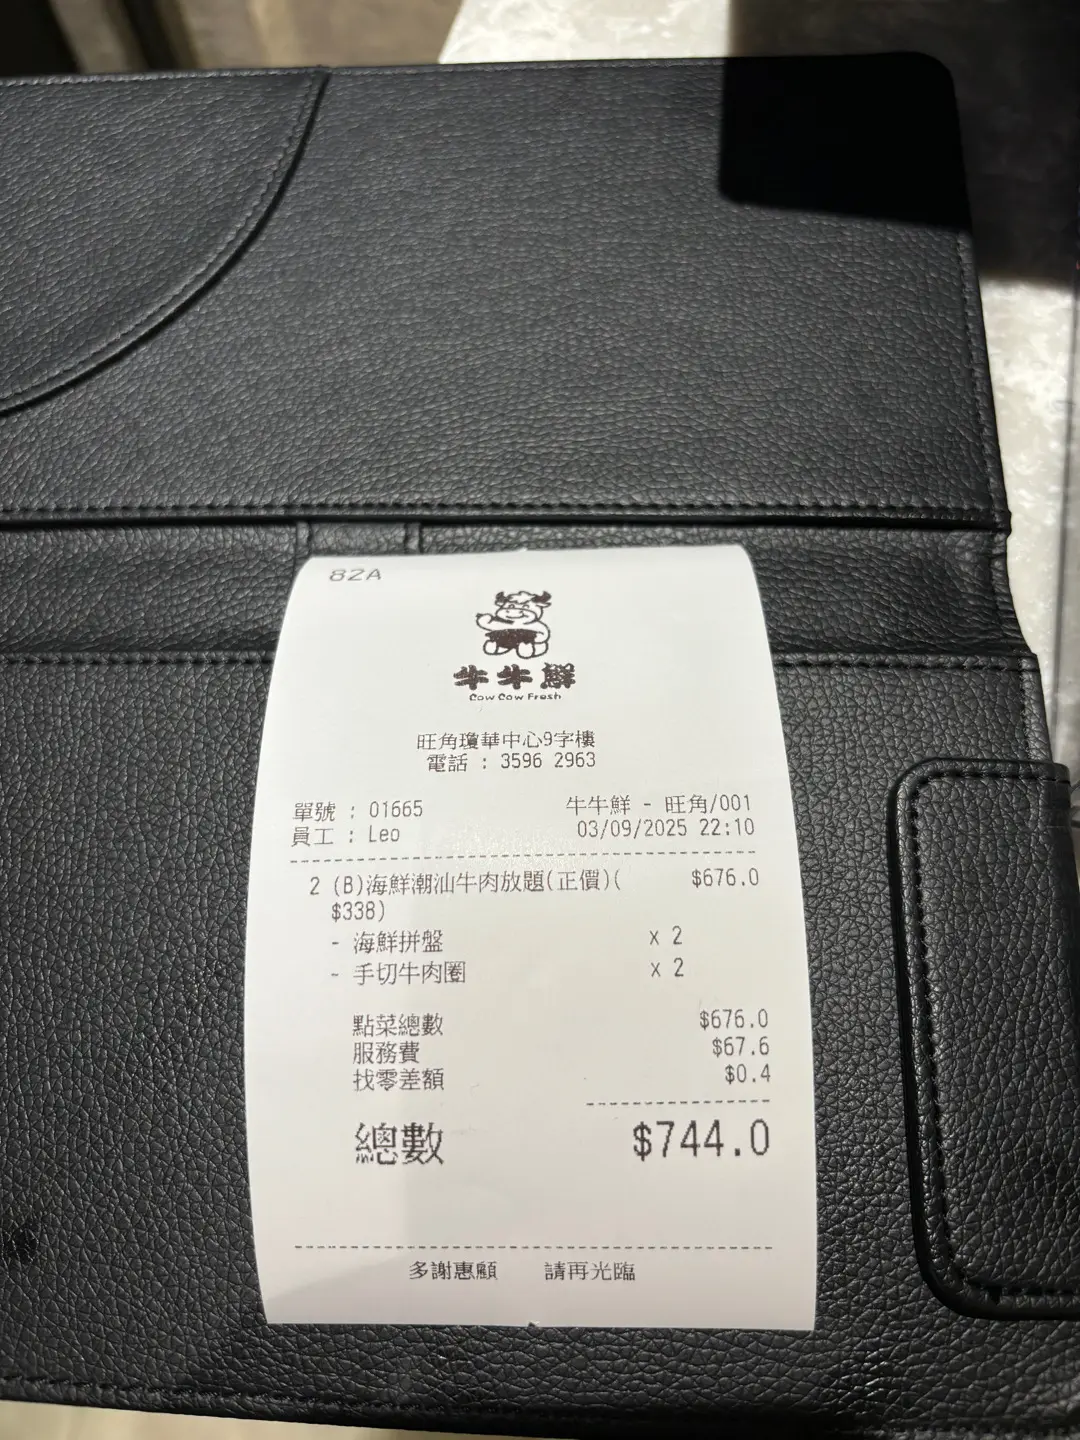 82A
牛牛鮮
Cow Cow Fresh
旺角瓊華中心9字樓
電話 : 3596 2963
單號 : 01665 牛牛鮮 - 旺角/001
員工 : Leo 03/09/2025 22:10
2 (B)海鮮潮汕牛肉放題(正價)( $676.0
$338)
- 海鮮拼盤 x 2
- 手切牛肉圈 x 2
點菜總數 $676.0
服務費 $67.6
找零差額 $0.4
總數 $744.0
多謝惠顧 請再光臨